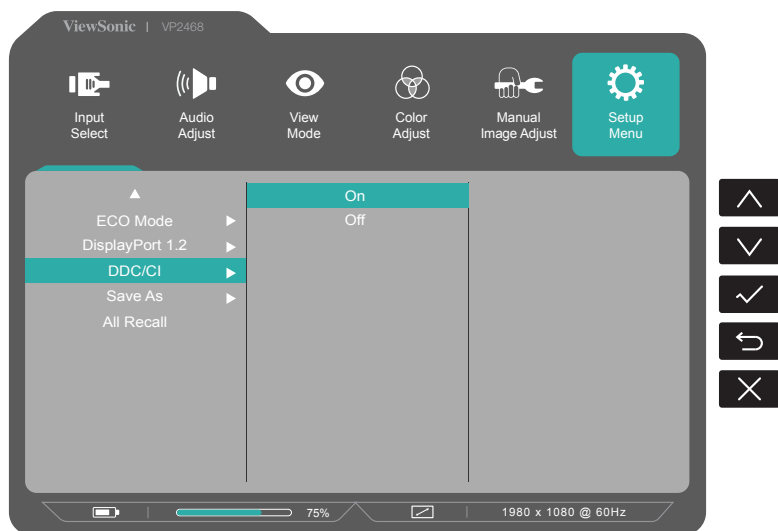 ViewSonic | VP2468
Input
Select
Audio
Adjust
View
Mode
Color
Adjust
Manual
Image Adjust
Setup
Menu
ECO Mode
DisplayPort 1.2
DDC/CI
Save As
All Recall
On
Off
75%
1980 x 1080 @ 60Hz